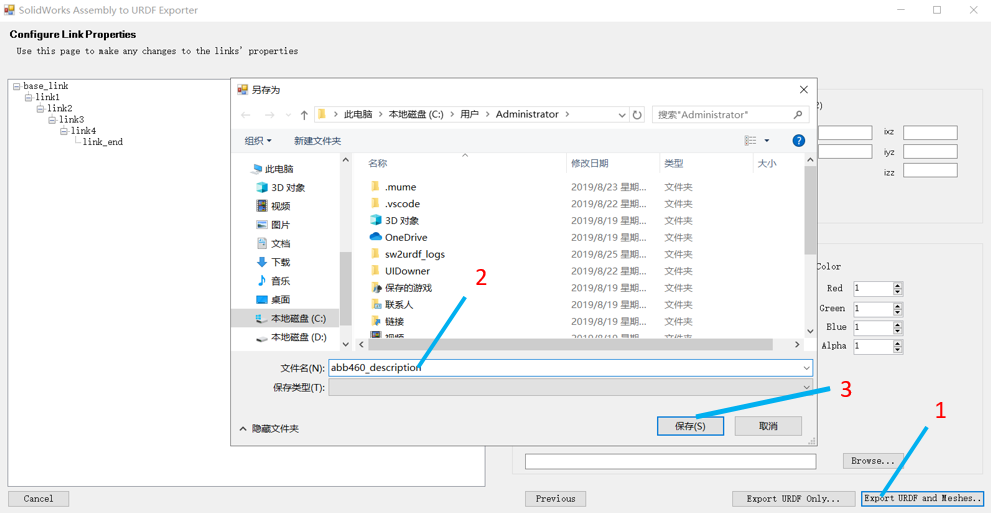 SolidWorks Assembly to URDF Exporter
Configure Link Properties
Use this page to make any changes to the links' properties
base_link
link1
link2
link3
link4
link_end
另存为
此电脑 › 本地磁盘 (C:) › 用户 › Administrator ›
搜索"Administrator"
组织
新建文件夹
此电脑
3D 对象
视频
图片
文档
下载
音乐
桌面
本地磁盘 (C:)
本地磁盘 (D:)
名称 修改日期 类型 大小
.mume 2019/8/23 星期... 文件夹
.vscode 2019/8/22 星期... 文件夹
3D 对象 2019/8/19 星期... 文件夹
OneDrive 2019/8/19 星期... 文件夹
sw2urdf_logs 2019/8/25 星期... 文件夹
UIDowner 2019/8/22 星期... 文件夹
保存的游戏 2019/8/19 星期... 文件夹
联系人 2019/8/19 星期... 文件夹
链接 2019/8/19 星期... 文件夹
视频 2019/8/19 星期... 文件夹
文件名(N):
abb460_description
保存类型(T):
隐藏文件夹
保存(S)
取消
2
3
1
2)
ixz
iyz
izz
Color
Red 1
Green 1
Blue 1
Alpha 1
Browse...
Cancel
Previous
Export URDF Only...
Export URDF and Meshes..